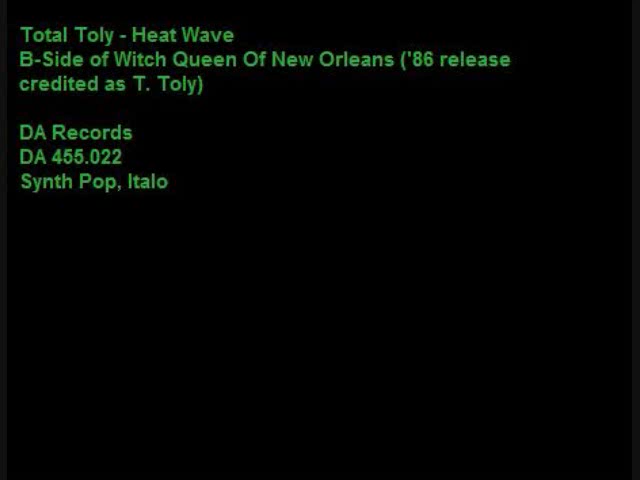 Total Toly - Heat Wave
B-Side of Witch Queen Of New Orleans ('86 release
credited as T. Toly)
DA Records
DA 455.022
Synth Pop, Italo